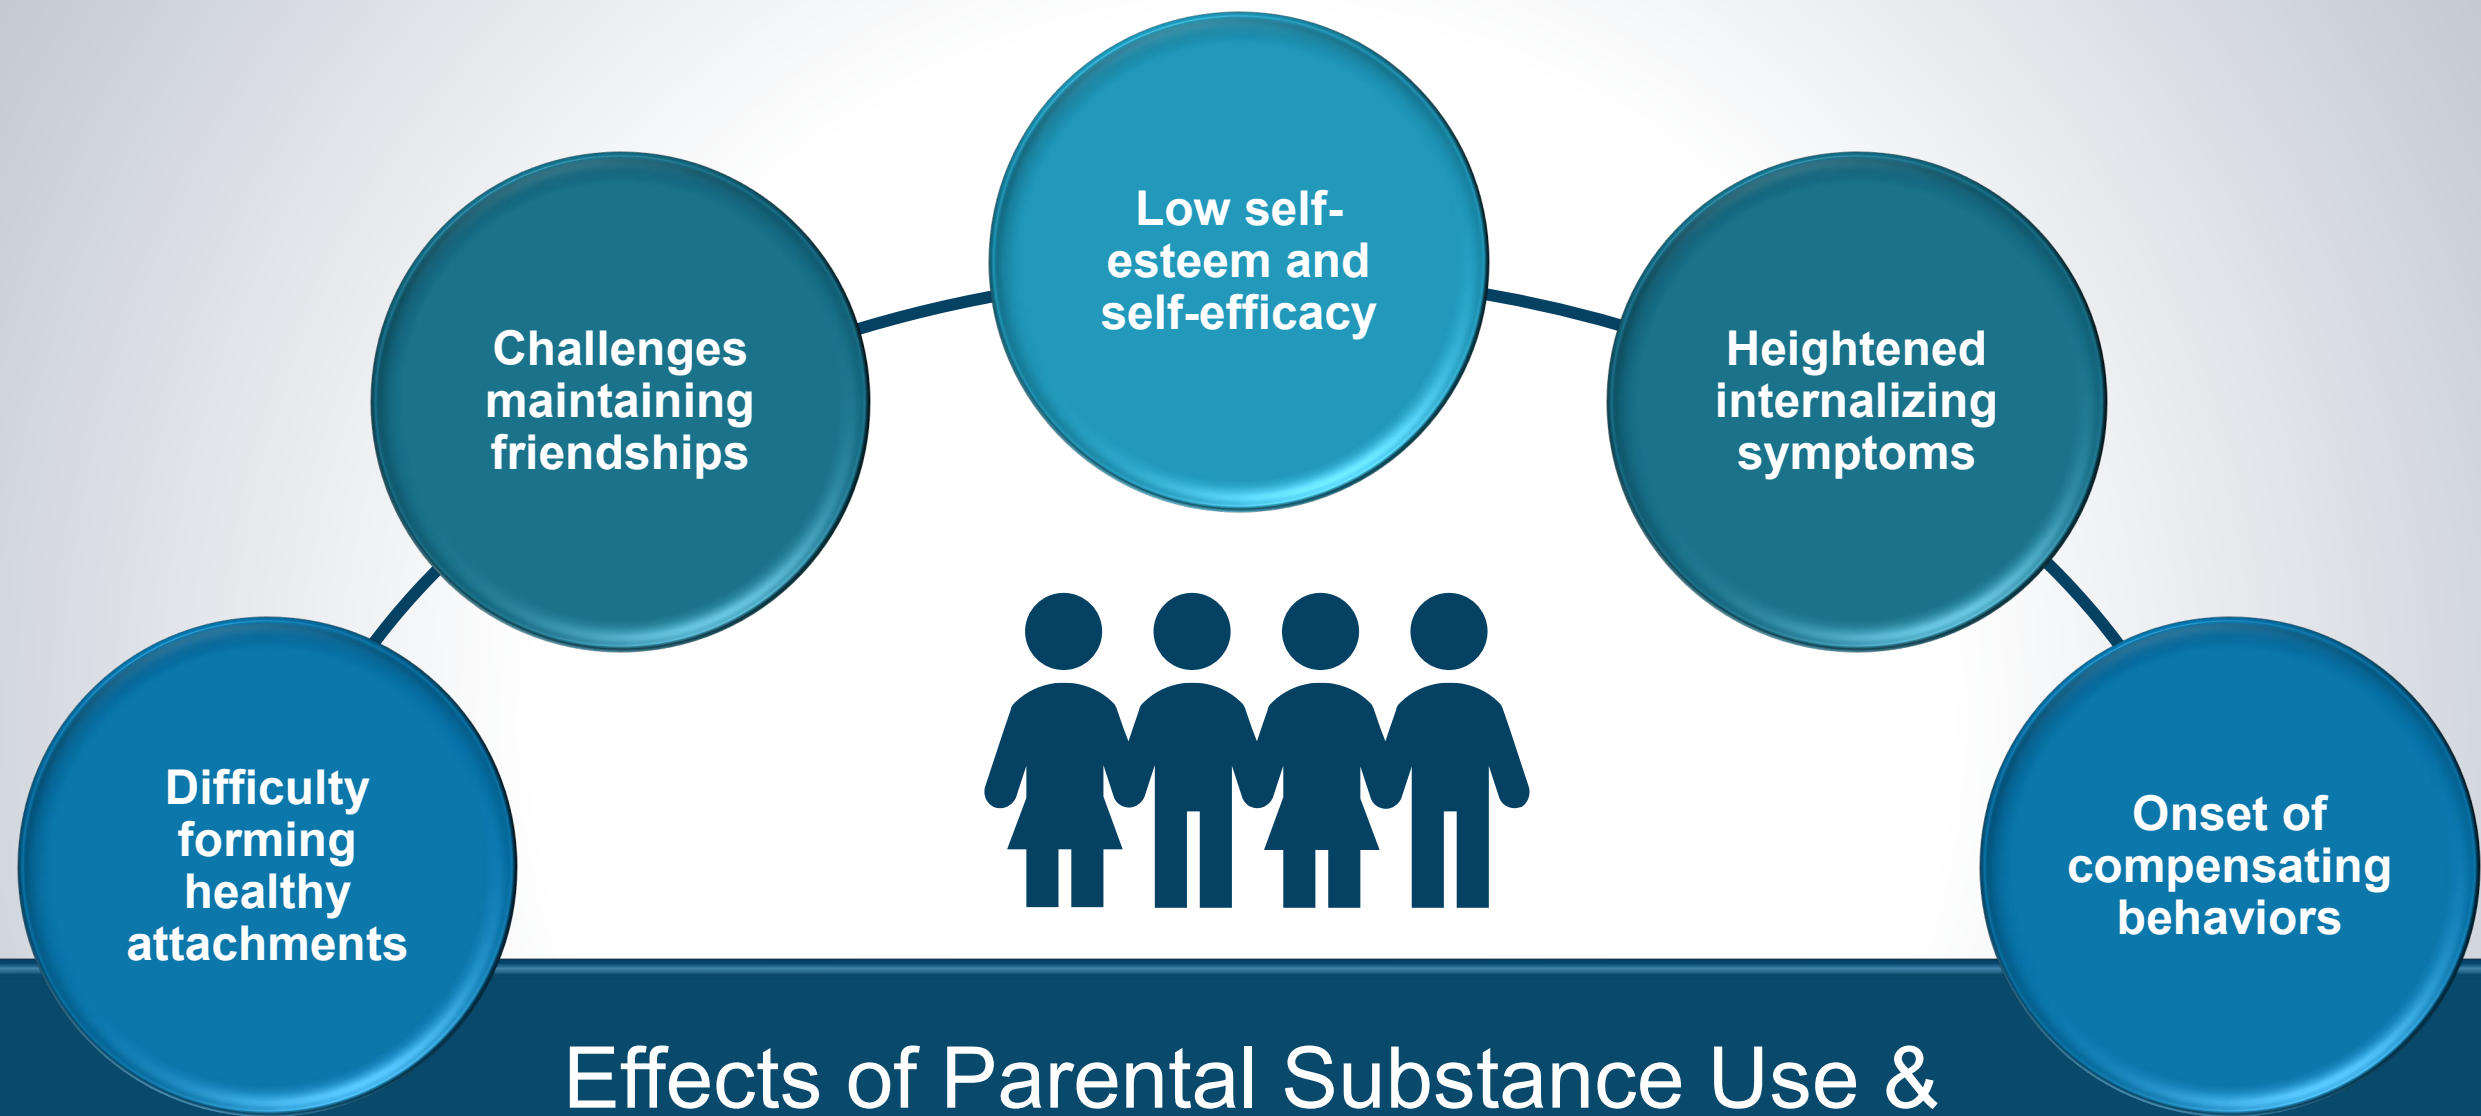 Low self-
esteem and
self-efficacy
Challenges
maintaining
friendships
Heightened
internalizing
symptoms
Difficulty
forming
healthy
attachments
Onset of
compensating
behaviors
Effects of Parental Substance Use &